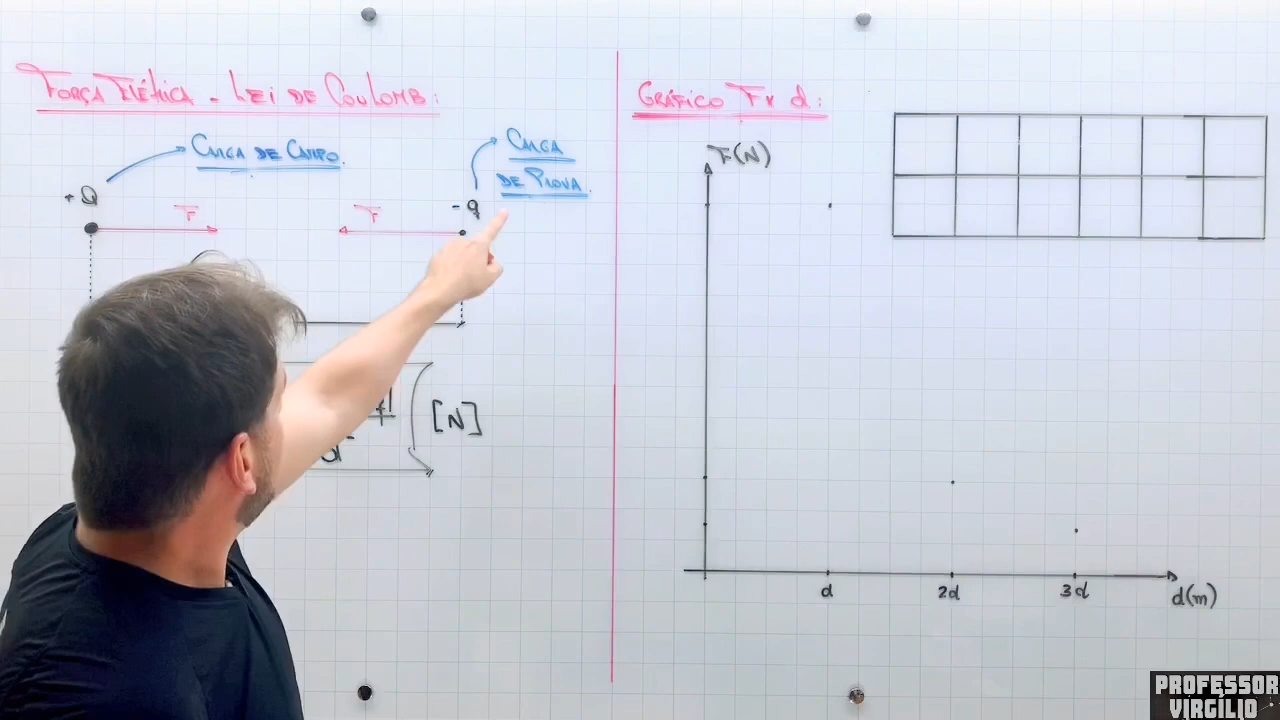 FORÇA ELÉTRICA - LEI DE COULOMB:
CARGA DE CAMPO.
CARGA
DE PROVA.
+Q
-q
F
F
[N]
GRÁFICO F x d:
F(N)
d
2d
3d
d(m)
PROFESSOR
VIRGÍLIO